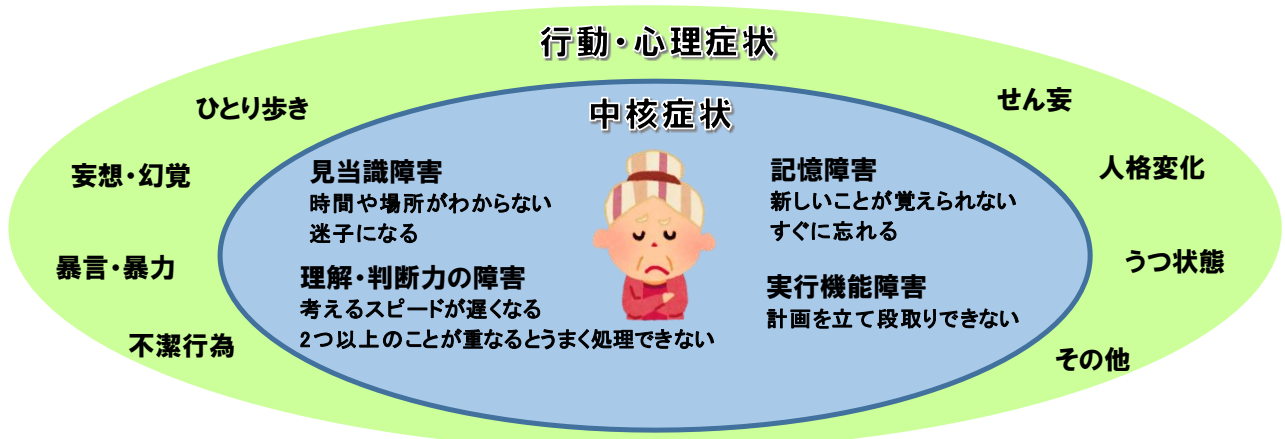 行動・心理症状
中核症状
ひとり歩き
妄想・幻覚
暴言・暴力
不潔行為
見当識障害
時間や場所がわからない
迷子になる
理解・判断力の障害
考えるスピードが遅くなる
2つ以上のことが重なるとうまく処理できない
記憶障害
新しいことが覚えられない
すぐに忘れる
実行機能障害
計画を立て段取りできない
せん妄
人格変化
うつ状態
その他